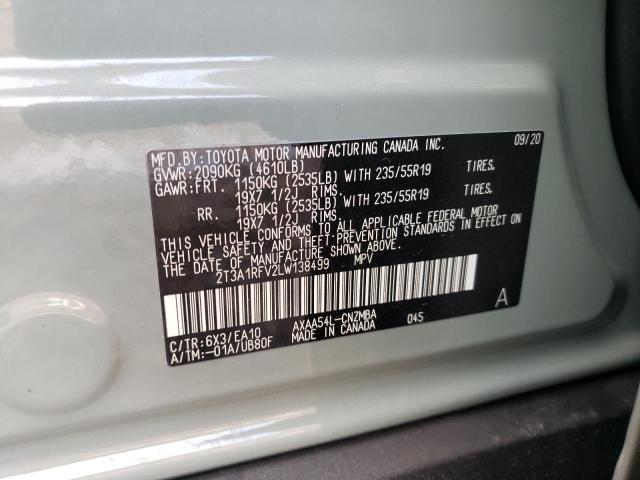 MFD.BY:TOYOTA MOTOR MANUFACTURING CANADA INC. 09/20
GVWR:2090KG (4610LB)
GAWR:FRT. 1150KG (2535LB) WITH 235/55R19 TIRES,
19X7 1/2J RIMS.
RR. 1150KG (2535LB) WITH 235/55R19 TIRES,
19X7 1/2J RIMS.
THIS VEHICLE CONFORMS TO ALL APPLICABLE FEDERAL MOTOR
VEHICLE SAFETY AND THEFT PREVENTION STANDARDS IN EFFECT ON
THE DATE OF MANUFACTURE SHOWN ABOVE.
2T3A1RFV2LW138499 MPV
C/TR:6X3/EA10 AXAA54L-CNZMBA 045 A
A/TM:-01A/UB80F MADE IN CANADA